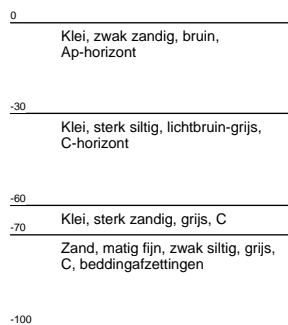 0
Klei, zwak zandig, bruin,
Ap-horizont
-30
Klei, sterk siltig, lichtbruin-grijs,
C-horizont
-60
Klei, sterk zandig, grijs, C
-70
Zand, matig fijn, zwak siltig, grijs,
C, beddingafzettingen
-100